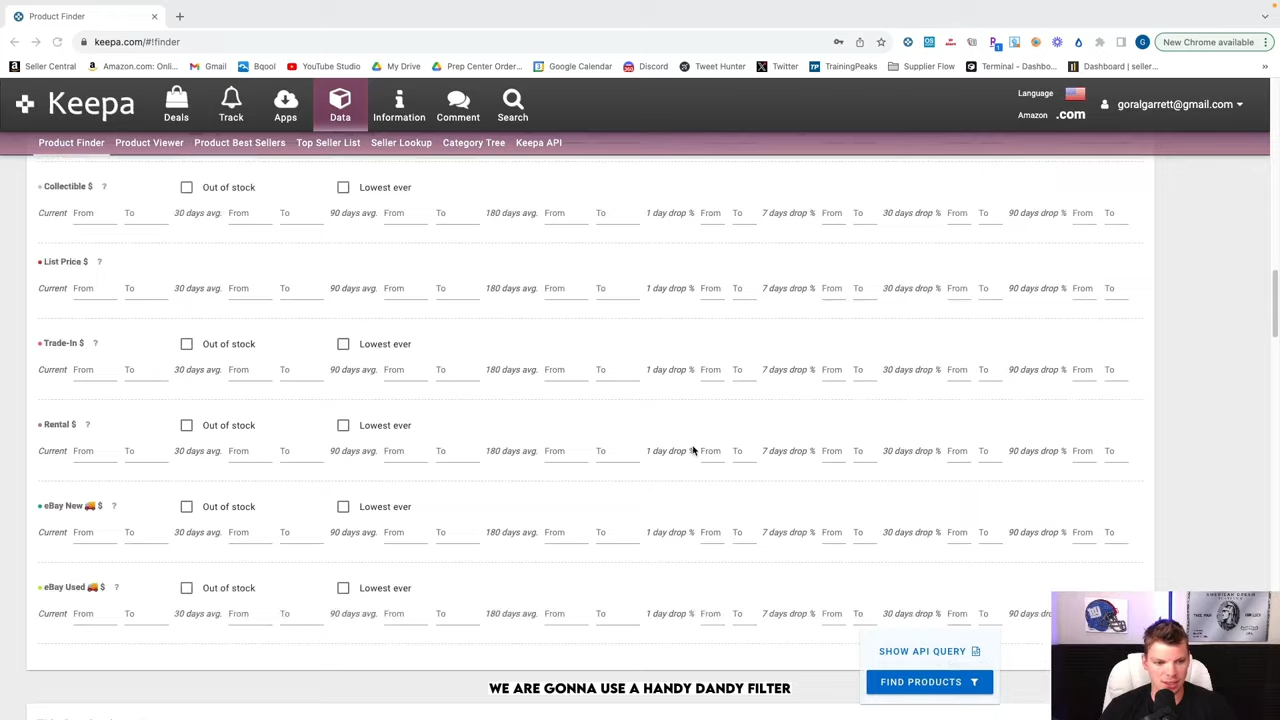 Product Finder
keepa.com/#!finder
New Chrome available
Seller Central
Amazon.com: Onli...
Gmail
Bqool
YouTube Studio
My Drive
Prep Center Order...
Google Calendar
Discord
Tweet Hunter
Twitter
TrainingPeaks
Supplier Flow
Terminal - Dashbo...
Dashboard | seller...
Keepa
Deals
Track
Apps
Data
Information
Comment
Search
Language
Amazon .com
goralgarrett@gmail.com
Product Finder Product Viewer Product Best Sellers Top Seller List Seller Lookup Category Tree Keepa API
Collectible $ ? Out of stock Lowest ever
Current From To 30 days avg. From To 90 days avg. From To 180 days avg. From To 1 day drop % From To 7 days drop % From To 30 days drop % From To 90 days drop % From To
List Price $ ?
Current From To 30 days avg. From To 90 days avg. From To 180 days avg. From To 1 day drop % From To 7 days drop % From To 30 days drop % From To 90 days drop % From To
Trade-In $ ? Out of stock Lowest ever
Current From To 30 days avg. From To 90 days avg. From To 180 days avg. From To 1 day drop % From To 7 days drop % From To 30 days drop % From To 90 days drop % From To
Rental $ ? Out of stock Lowest ever
Current From To 30 days avg. From To 90 days avg. From To 180 days avg. From To 1 day drop % From To 7 days drop % From To 30 days drop % From To 90 days drop % From To
eBay New 🚚 $ ? Out of stock Lowest ever
Current From To 30 days avg. From To 90 days avg. From To 180 days avg. From To 1 day drop % From To 7 days drop % From To 30 days drop % From To 90 days drop % From To
eBay Used 🚚 $ ? Out of stock Lowest ever
Current From To 30 days avg. From To 90 days avg. From To 180 days avg. From To 1 day drop % From To 7 days drop % From To 30 days drop % From To 90 days dro
SHOW API QUERY
FIND PRODUCTS
WE ARE GONNA USE A HANDY DANDY FILTER